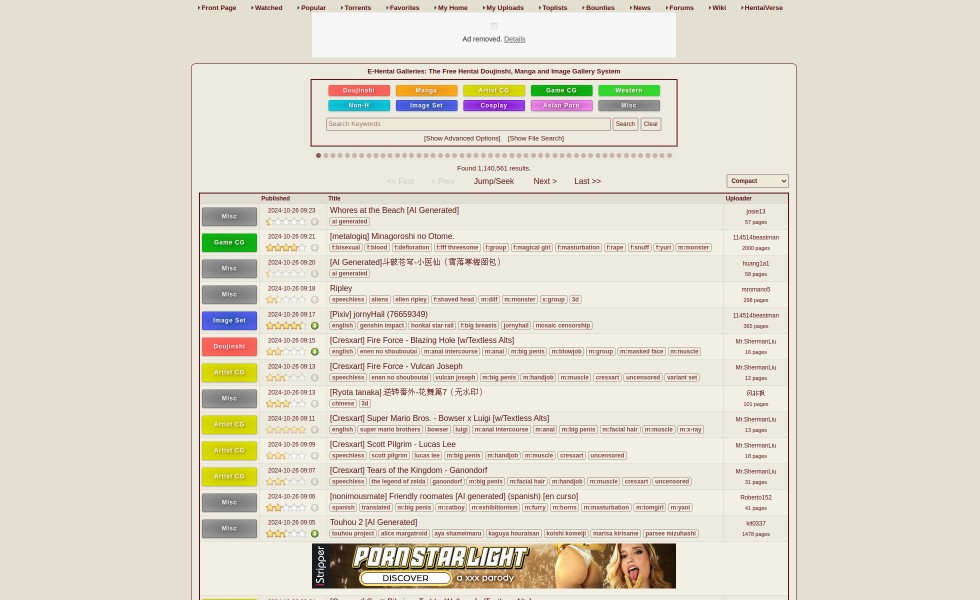 Front Page Watched Popular Torrents Favorites My Home My Uploads Toplists Bounties News Forums Wiki HentaiVerse
Ad removed. Details
E-Hentai Galleries: The Free Hentai Doujinshi, Manga and Image Gallery System
Doujinshi Manga Artist CG Game CG Western
Non-H Image Set Cosplay Asian Porn Misc
Search Keywords Search Clear
[Show Advanced Options] [Show File Search]
Found 1,140,561 results.
<< First < Prev Jump/Seek Next > Last >> Compact
Published Title Uploader
Misc 2024-10-26 09:23 Whores at the Beach [AI Generated] josie13
ai generated 57 pages
Game CG 2024-10-26 09:21 [metalogiq] Minagoroshi no Otome. 114514beastman
f:bisexual f:blood f:defloration f:fff threesome f:group f:magical girl f:masturbation f:rape f:snuff f:yuri m:monster 2000 pages
Misc 2024-10-26 09:20 [AI Generated]斗破苍穹-小医仙 huang1a1
ai generated 58 pages
Misc 2024-10-26 09:18 Ripley mromano5
speechless aliens ellen ripley f:shaved head m:dilf m:monster x:group 3d 298 pages
Image Set 2024-10-26 09:17 [Pixiv] jornyHail (76659349) 114514beastman
english genshin impact honkai star rail f:big breasts jornyhail mosaic censorship 365 pages
Doujinshi 2024-10-26 09:15 [Cresxart] Fire Force - Blazing Hole [w/Textless Alts] Mr.ShermanLiu
english enen no shouboutai m:anal intercourse m:anal m:big penis m:blowjob m:group m:masked face m:muscle 16 pages
Artist CG 2024-10-26 09:13 [Cresxart] Fire Force - Vulcan Joseph Mr.ShermanLiu
speechless enen no shouboutai vulcan joseph m:big penis m:handjob m:muscle cresxart uncensored variant set 12 pages
Misc 2024-10-26 09:13 [Ryota tanaka].逆转番外-花舞篇7（无水印）
chinese 3d 101 pages
Artist CG 2024-10-26 09:11 [Cresxart] Super Mario Bros. - Bowser x Luigi [w/Textless Alts] Mr.ShermanLiu
english super mario brothers bowser luigi m:anal intercourse m:anal m:big penis m:facial hair m:muscle m:x-ray 13 pages
Artist CG 2024-10-26 09:09 [Cresxart] Scott Pilgrim - Lucas Lee Mr.ShermanLiu
speechless scott pilgrim lucas lee m:big penis m:handjob m:muscle cresxart uncensored 18 pages
Artist CG 2024-10-26 09:07 [Cresxart] Tears of the Kingdom - Ganondorf Mr.ShermanLiu
speechless the legend of zelda ganondorf m:big penis m:facial hair m:handjob m:muscle cresxart uncensored 31 pages
Misc 2024-10-26 09:06 [nonimousmate] Friendly roomates [AI generated] (spanish) [en curso] Roberto152
spanish translated m:big penis m:catboy m:exhibitionism m:furry m:horns m:masturbation m:tomgirl m:yaoi 41 pages
Misc 2024-10-26 09:05 Touhou 2 [AI Generated] kit0337
touhou project alice margatroid aya shameimaru kaguya houraisan koishi komeiji marisa kirisame parsee mizuhashi 1478 pages
Stripper PORN STAR LIGHT
DISCOVER a xxx parody